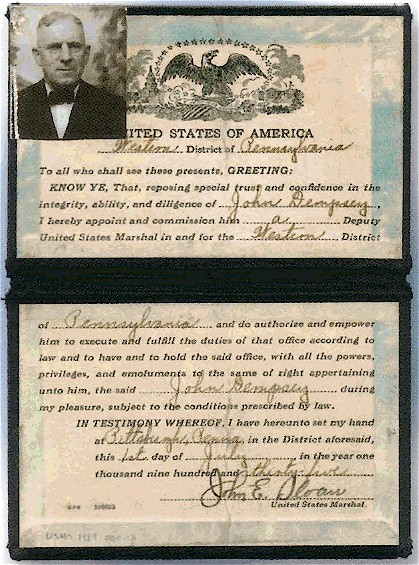 UNITED STATES OF AMERICA
Western District of Pennsylvania
To all who shall see these presents, GREETING:
KNOW YE, That, reposing special trust and confidence in the
integrity, ability, and diligence of John Dempsey,
I hereby appoint and commission him a Deputy
United States Marshal in and for the Western District
of Pennsylvania and do authorize and empower
him to execute and fulfill the duties of that office according to
law and to have and to hold the said office, with all the powers,
privileges, and emoluments to the same of right appertaining
unto him, the said John Dempsey during
my pleasure, subject to the conditions prescribed by law.
IN TESTIMONY WHEREOF, I have hereunto set my hand
at Pittsburgh, Penna, in the District aforesaid,
this 1st day of July in the year one
thousand nine hundred and thirty-five
John E. Sloan
United States Marshal.
GPO
USMS